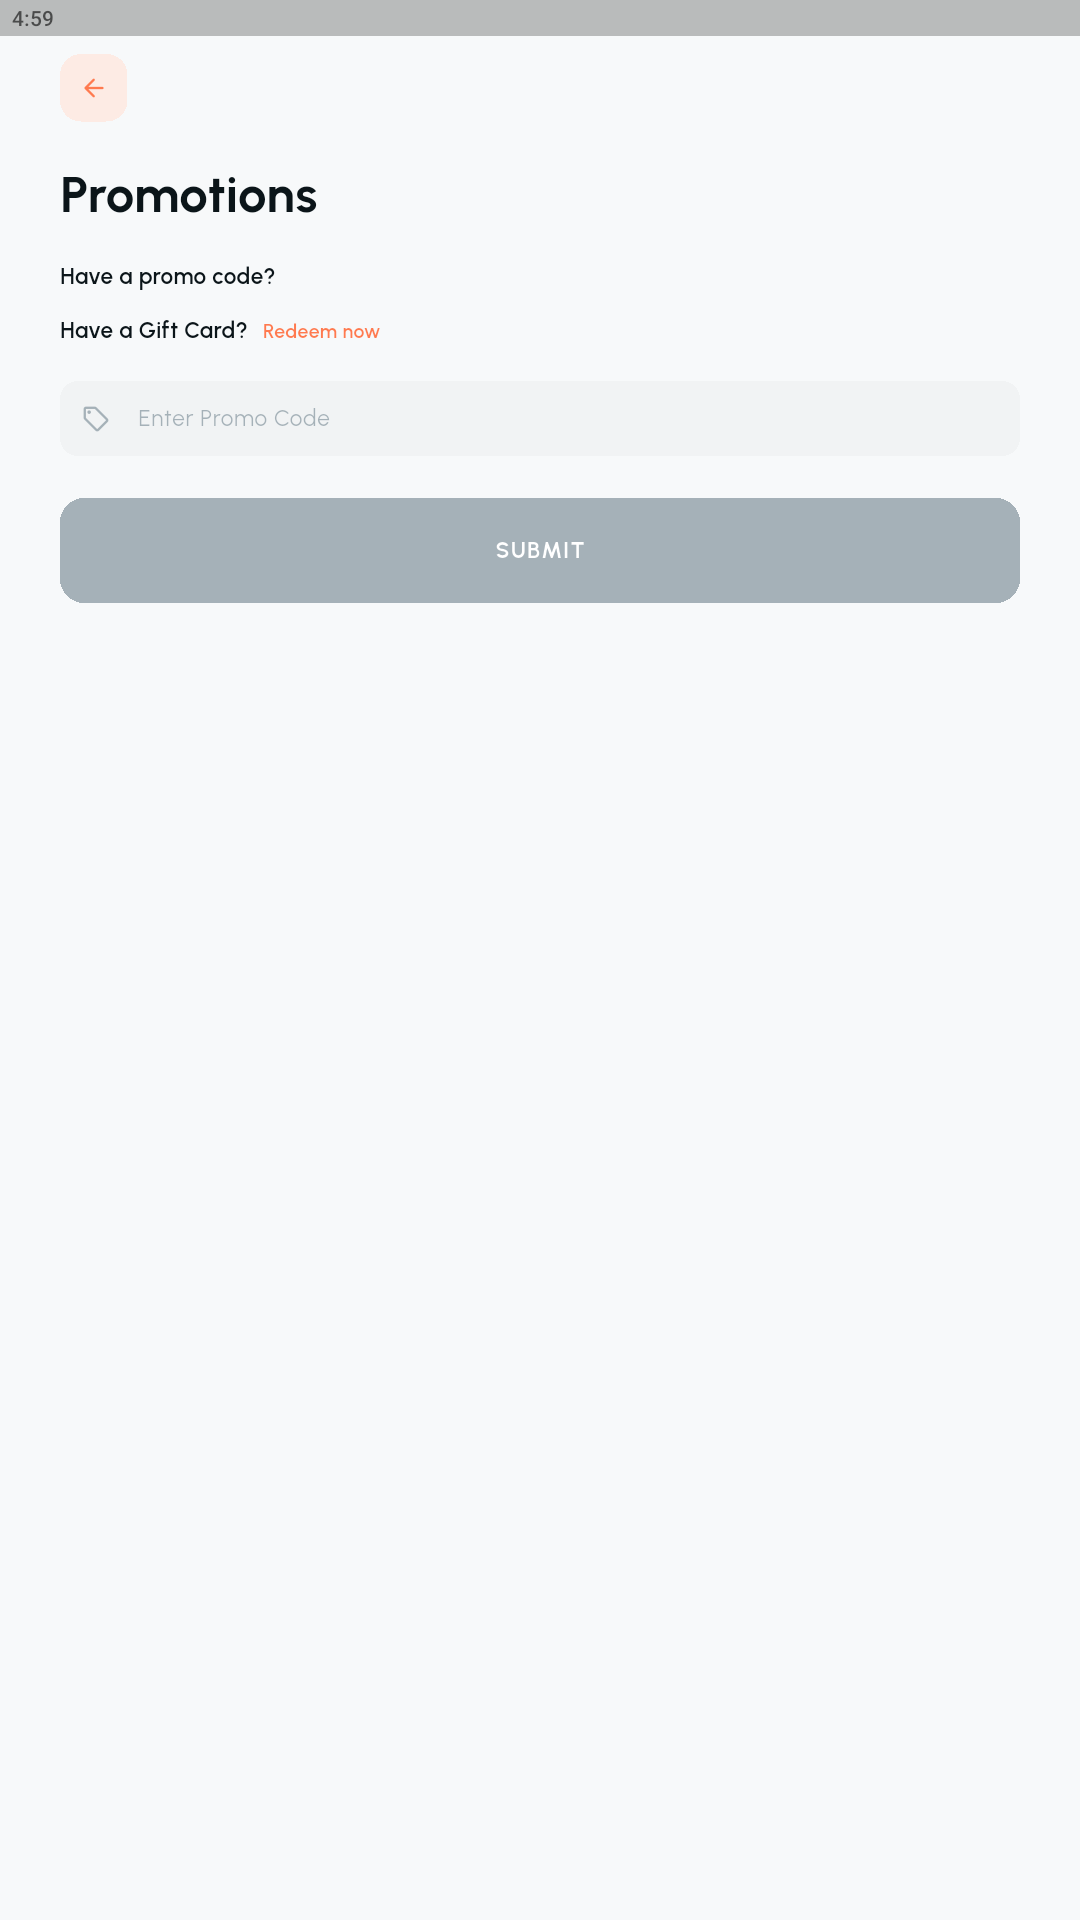 4:59
Promotions
Have a promo code?
Have a Gift Card? Redeem now
Enter Promo Code
SUBMIT